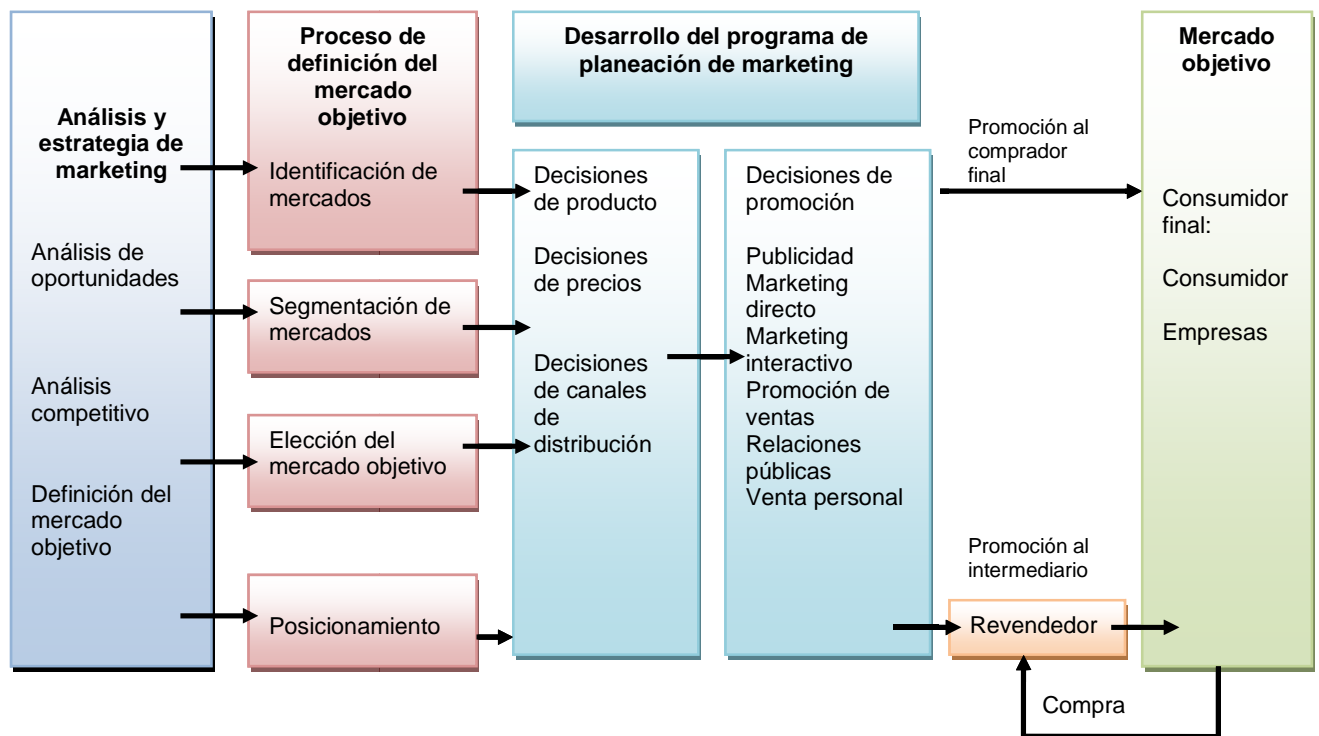 Análisis y
estrategia de
marketing
Análisis de
oportunidades
Análisis
competitivo
Definición del
mercado
objetivo
Proceso de
definición del
mercado
objetivo
Identificación de
mercados
Segmentación de
mercados
Elección del
mercado objetivo
Posicionamiento
Desarrollo del programa de
planeación de marketing
Decisiones
de producto
Decisiones
de precios
Decisiones
de canales
de
distribución
Decisiones de
promoción
Publicidad
Marketing
directo
Marketing
interactivo
Promoción de
ventas
Relaciones
públicas
Venta personal
Promoción al
comprador
final
Promoción al
intermediario
Revendedor
Compra
Mercado
objetivo
Consumidor
final:
Consumidor
Empresas